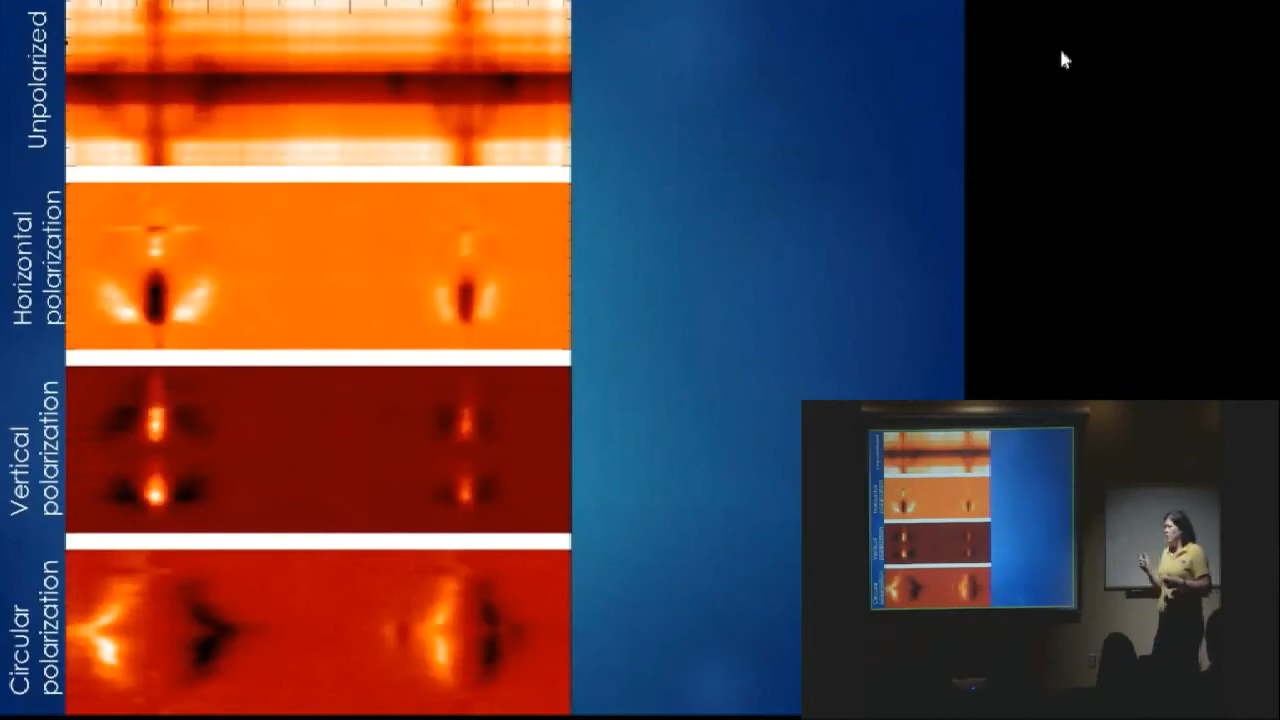 Unpolarized
Horizontal
polarization
Vertical
polarization
Circular
polarization